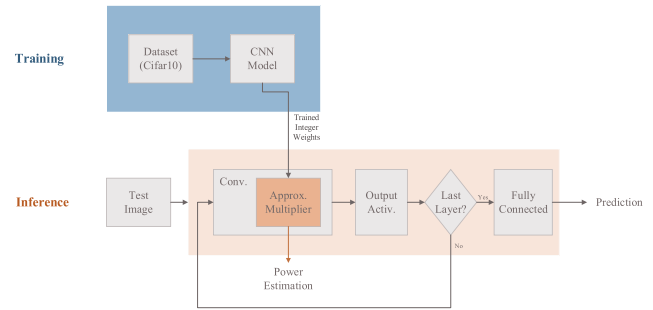 Training
Dataset
(Cifar10)
CNN
Model
Trained
Integer
Weights
Inference
Test
Image
Conv.
Approx.
Multiplier
Output
Activ.
Last
Layer?
Yes
No
Fully
Connected
Prediction
Power
Estimation